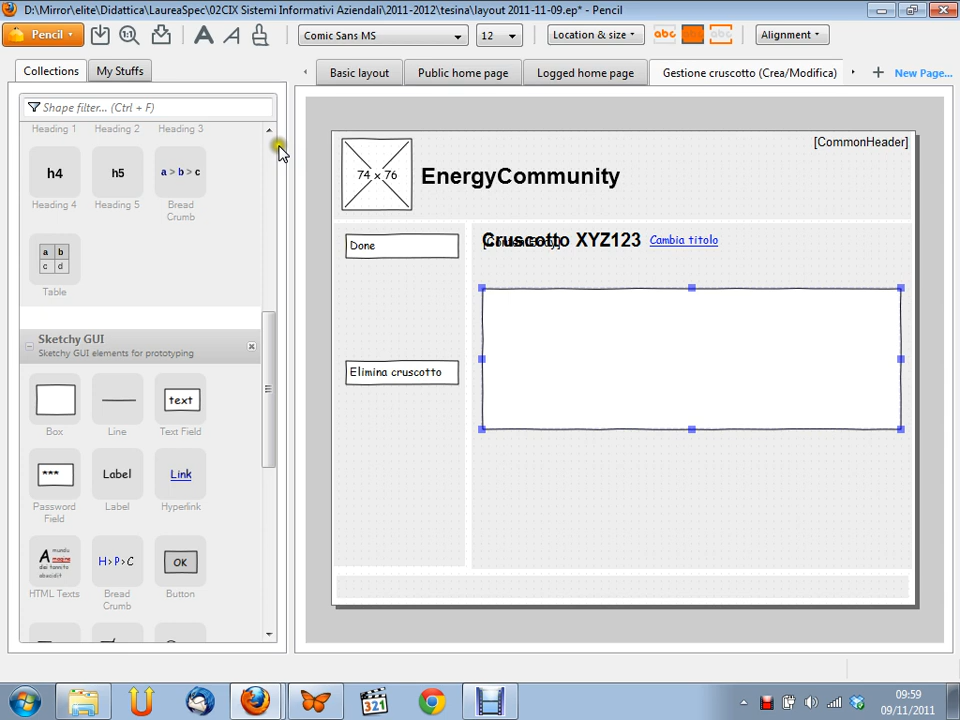 D:\Mirror\elite\Didattica\LaureaSpec\02CIX Sistemi Informativi Aziendali\2011-2012\tesina\layout 2011-11-09.ep* - Pencil
Pencil
Comic Sans MS
12
Location & size
abc
abc
Alignment
Collections
My Stuffs
Basic layout
Public home page
Logged home page
Gestione cruscotto (Crea/Modifica)
New Page...
Shape filter... (Ctrl + F)
Heading 1
Heading 2
Heading 3
h4
h5
a > b > c
Heading 4
Heading 5
Bread
Crumb
a b
c d
Table
Sketchy GUI
Sketchy GUI elements for prototyping
text
Box
Line
Text Field
***
Label
Link
Password
Field
Label
Hyperlink
H>P>C
OK
HTML Texts
Bread
Crumb
Button
[CommonHeader]
74 x 76
EnergyCommunity
Done
Cruscotto XYZ123
Cambia titolo
Elimina cruscotto
321
09:59
09/11/2011